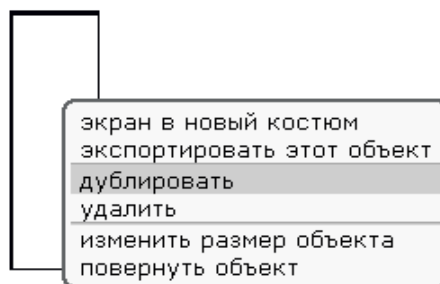 экран в новый костюм
экспортировать этот объект
дублировать
удалить
изменить размер объекта
повернуть объект